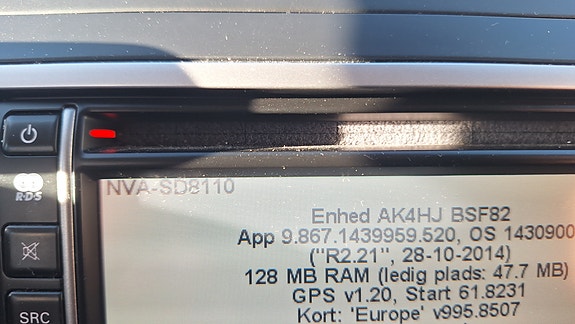 NVA-SD8110
Enhed AK4HJ BSF82
App 9.867.1439959.520, OS 1430900
("R2.21", 28-10-2014)
128 MB RAM (ledig plads: 47.7 MB)
GPS v1.20, Start 61.8231
Kort: 'Europe' v995.8507
R·D·S
SRC